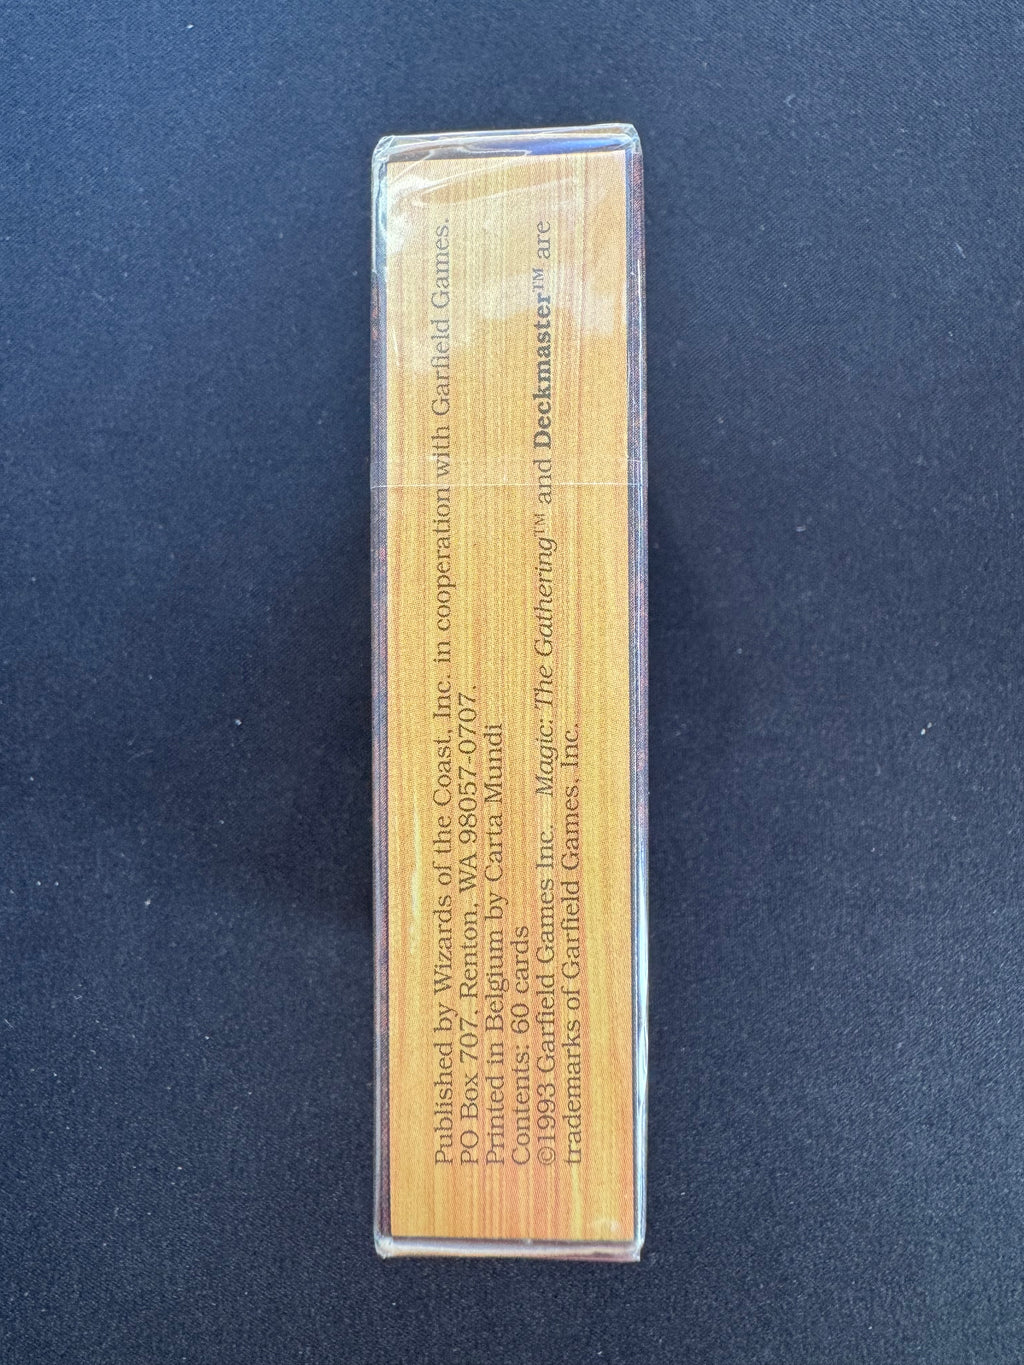 Published by Wizards of the Coast, Inc. in cooperation with Garfield Games.
PO Box 707, Renton, WA 98057-0707.
Printed in Belgium by Carta Mundi
Contents: 60 cards
©1993 Garfield Games Inc. Magic: The Gathering™ and Deckmaster™ are
trademarks of Garfield Games, Inc.